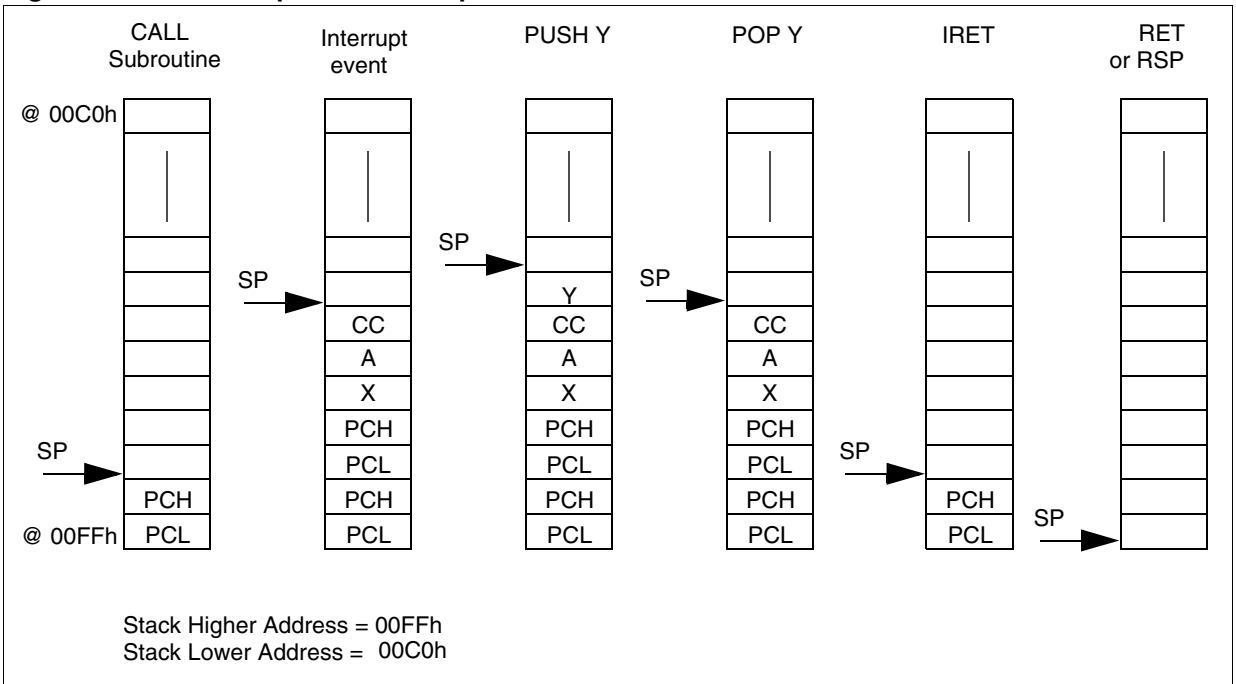 CALL
Subroutine
Interrupt
event
PUSH Y
POP Y
IRET
RET
or RSP
@ 00C0h
SP
SP
SP
Y
CC
CC
CC
A
A
A
X
X
X
PCH
PCH
PCH
SP
SP
PCL
PCL
PCL
PCH
PCH
PCH
PCH
PCH
SP
@ 00FFh
PCL
PCL
PCL
PCL
PCL
Stack Higher Address = 00FFh
Stack Lower Address = 00C0h